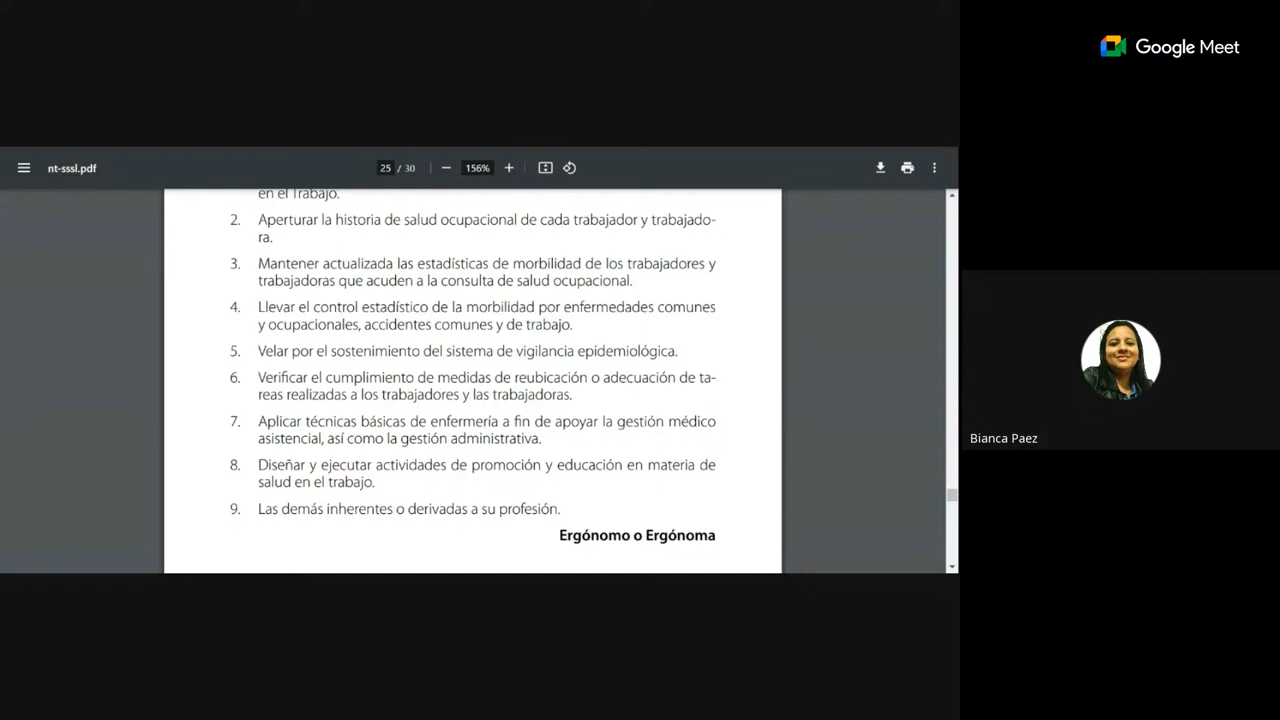 Google Meet
nt-sssl.pdf
25 / 30
156%
en el Trabajo.
2. Aperturar la historia de salud ocupacional de cada trabajador y trabajado-
ra.
3. Mantener actualizada las estadísticas de morbilidad de los trabajadores y
trabajadoras que acuden a la consulta de salud ocupacional.
4. Llevar el control estadístico de la morbilidad por enfermedades comunes
y ocupacionales, accidentes comunes y de trabajo.
5. Velar por el sostenimiento del sistema de vigilancia epidemiológica.
6. Verificar el cumplimiento de medidas de reubicación o adecuación de ta-
reas realizadas a los trabajadores y las trabajadoras.
7. Aplicar técnicas básicas de enfermería a fin de apoyar la gestión médico
asistencial, así como la gestión administrativa.
8. Diseñar y ejecutar actividades de promoción y educación en materia de
salud en el trabajo.
9. Las demás inherentes o derivadas a su profesión.
Ergónomo o Ergónoma
Bianca Paez